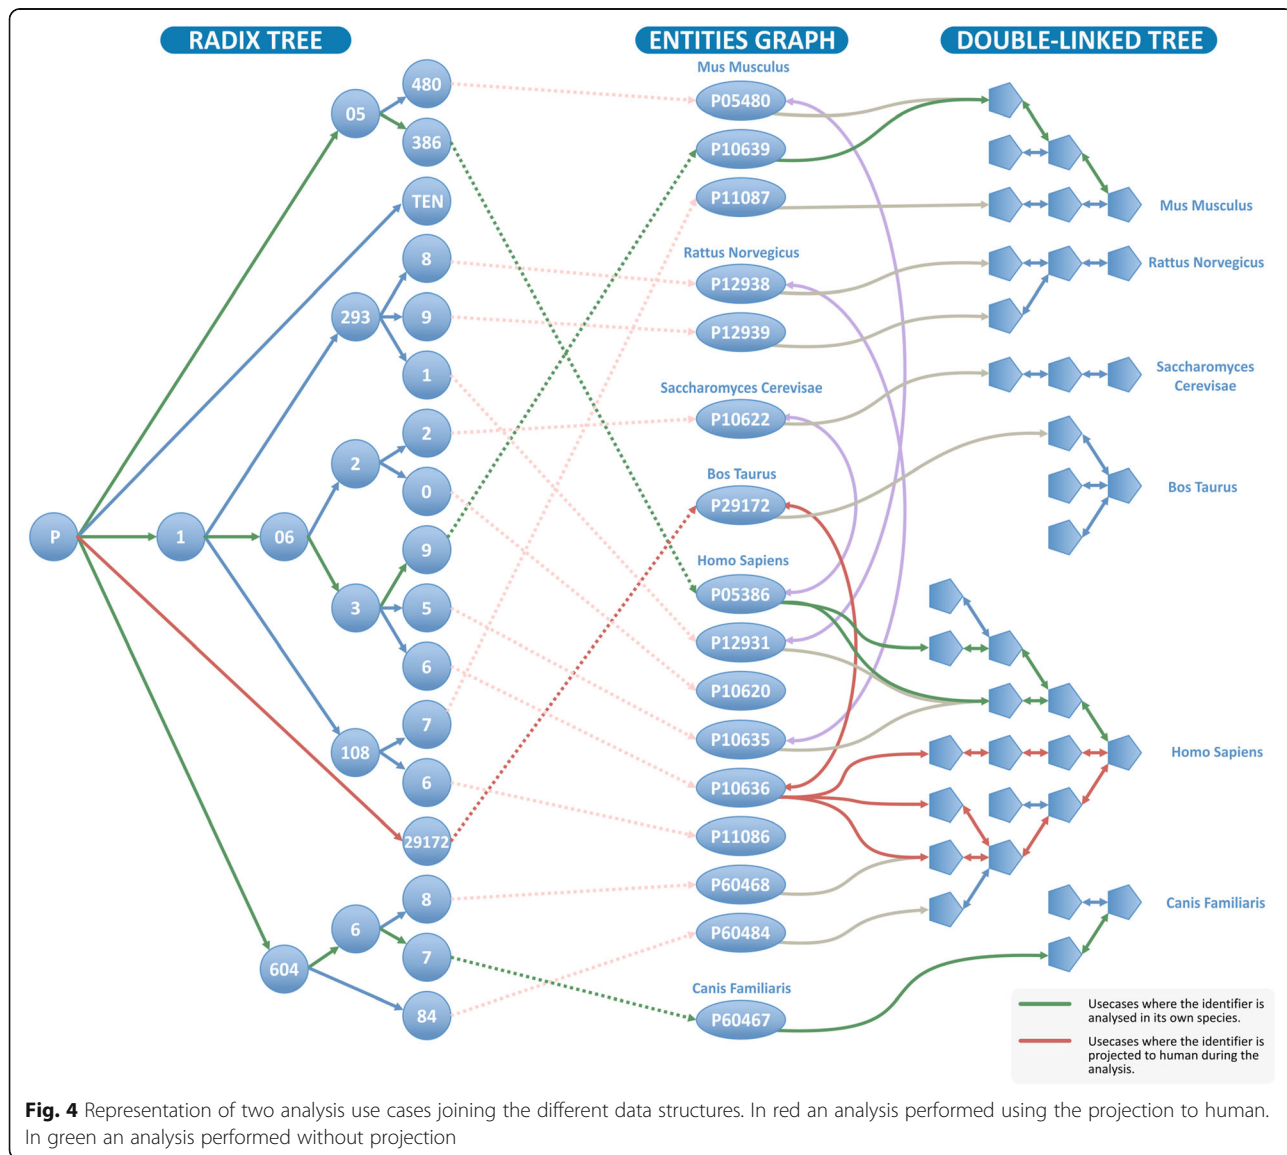 RADIX TREE
ENTITIES GRAPH
DOUBLE-LINKED TREE
P
05
480
386
TEN
1
293
8
9
1
06
2
2
0
3
9
5
6
108
7
6
29172
604
6
8
7
84
Mus Musculus
P05480
P10639
P11087
Rattus Norvegicus
P12938
P12939
Saccharomyces Cerevisae
P10622
Bos Taurus
P29172
Homo Sapiens
P05386
P12931
P10620
P10635
P10636
P11086
P60468
P60484
Canis Familiaris
P60467
Mus Musculus
Rattus Norvegicus
Saccharomyces
Cerevisae
Bos Taurus
Homo Sapiens
Canis Familiaris
Usecases where the identifier is
analysed in its own species.
Usecases where the identifier is
projected to human during the
analysis.
Fig. 4 Representation of two analysis use cases joining the different data structures. In red an analysis performed using the projection to human.
In green an analysis performed without projection